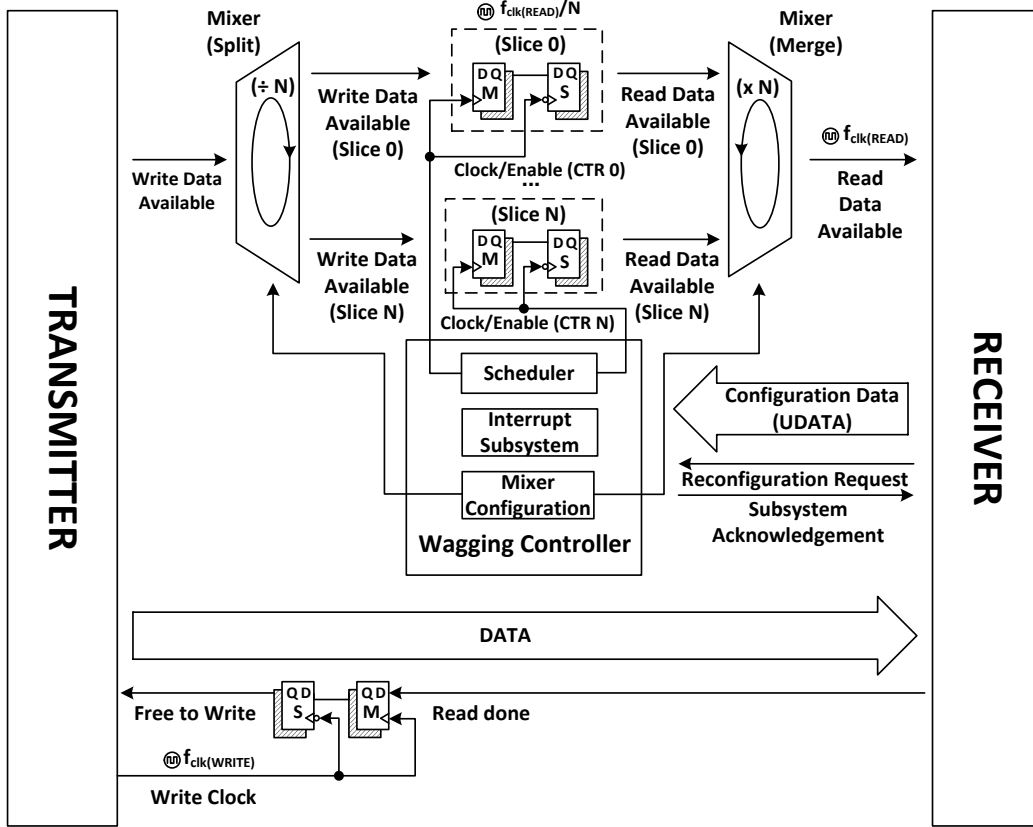 Mixer
(Split)
f clk(READ)/N
Mixer
(Merge)
(÷ N)
Write Data
Available
(Slice 0)
(Slice 0)
D Q
M
D Q
S
Read Data
Available
(Slice 0)
(x N)
f clk(READ)
Write Data
Available
Clock/Enable (CTR 0)
...
Read
Data
Available
Write Data
Available
(Slice N)
(Slice N)
D Q
M
D Q
S
Read Data
Available
(Slice N)
Clock/Enable (CTR N)
TRANSMITTER
Scheduler
Interrupt
Subsystem
Mixer
Configuration
Wagging Controller
Configuration Data
(UDATA)
Reconfiguration Request
Subsystem
Acknowledgement
RECEIVER
DATA
Free to Write
Q D
S
Q D
M
Read done
f clk(WRITE)
Write Clock